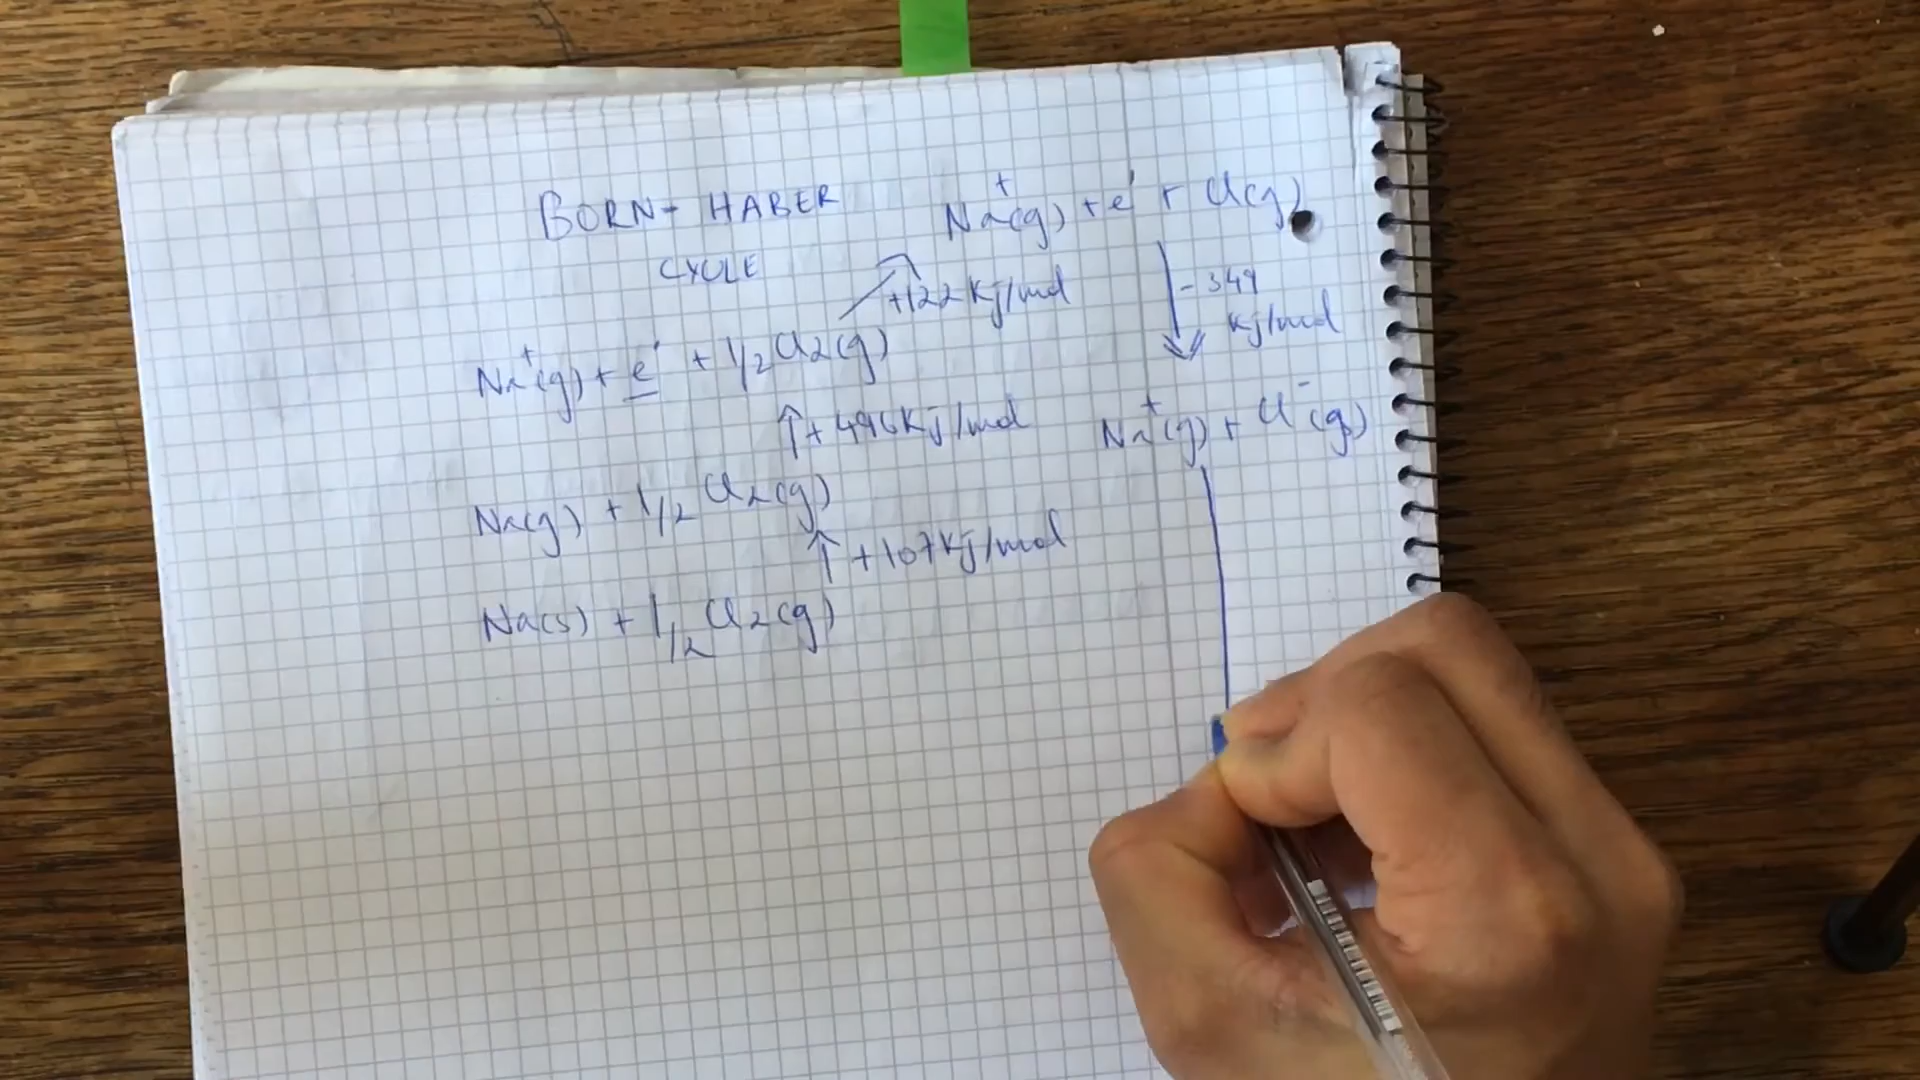 BORN- HABER
CYCLE
Na⁺(g) + e' + Cl(g)
+122 Kj/mol
- 349
Kj/mol
Na⁺(g) + e' + 1/2 Cl2(g)
+ 496 Kj/mol
Na⁺(g) + Cl⁻(g)
Na(g) + 1/2 Cl2(g)
+107 Kj/mol
Na(s) + 1/2 Cl2(g)